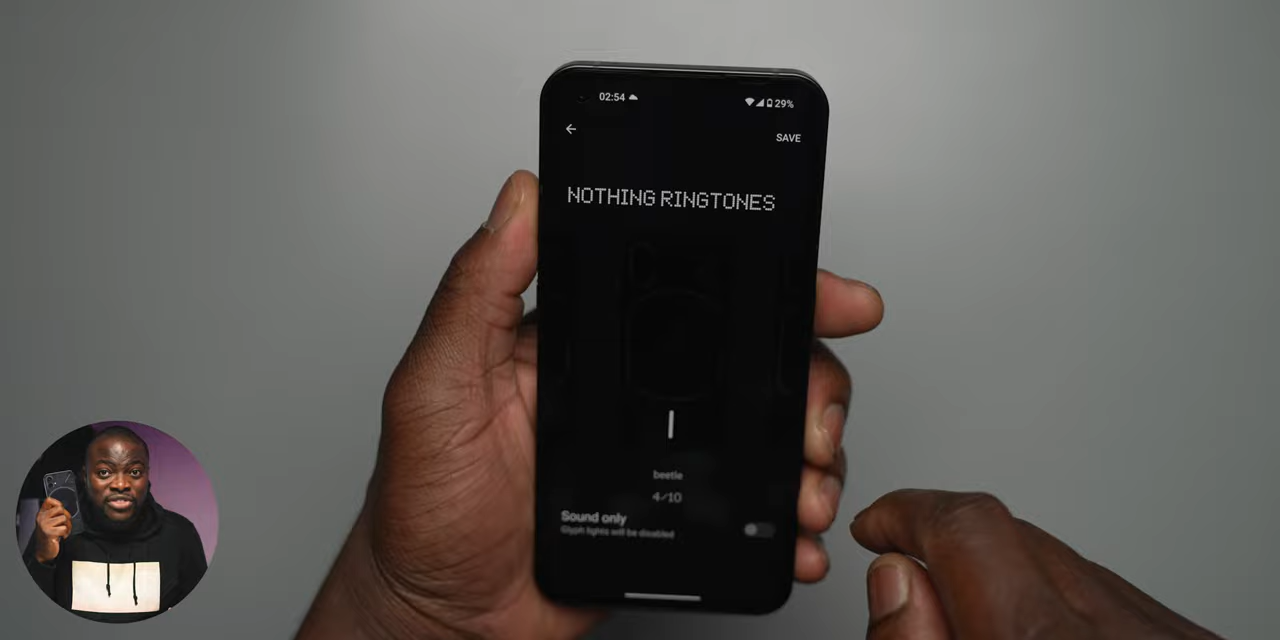 02:54
29%
SAVE
NOTHING RINGTONES
beetle
4/10
Sound only
Glyph lights will be disabled